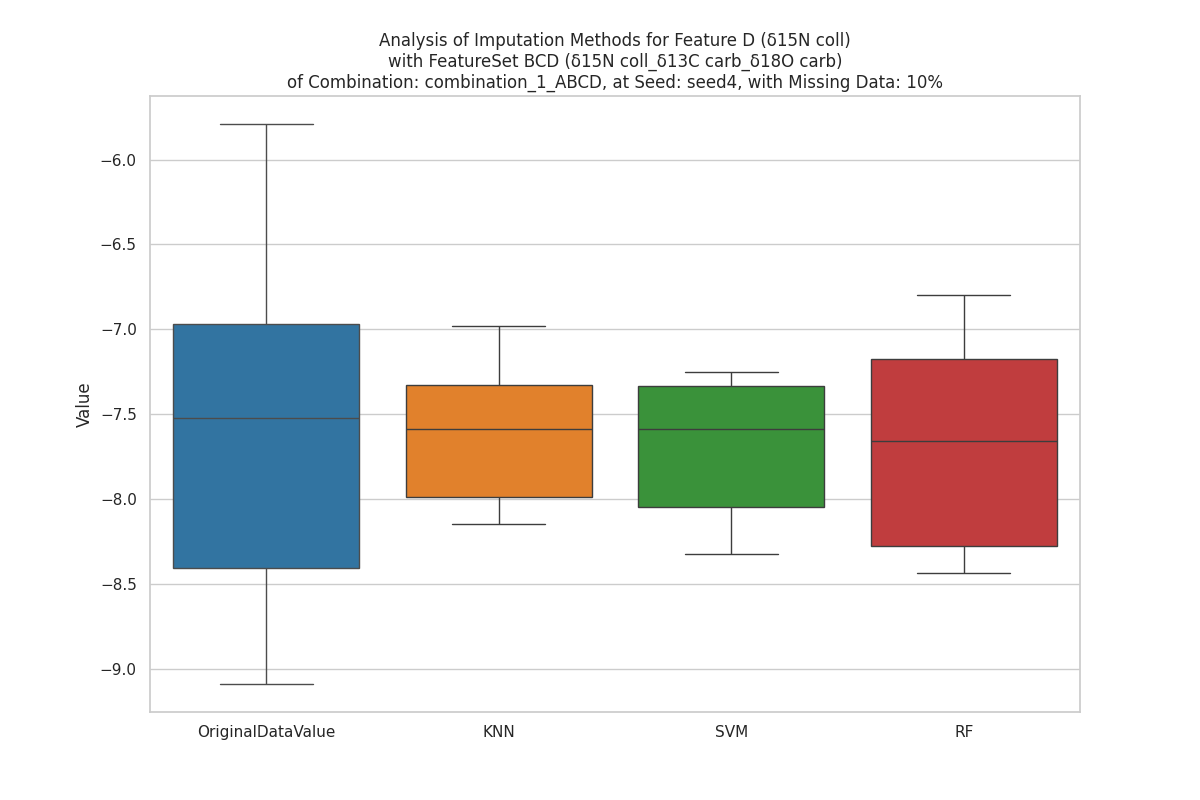 Analysis of Imputation Methods for Feature D (δ15N coll)
with FeatureSet BCD (δ15N coll_δ13C carb_δ18O carb)
of Combination: combination_1_ABCD, at Seed: seed4, with Missing Data: 10%
Value
−6.0
−6.5
−7.0
−7.5
−8.0
−8.5
−9.0
OriginalDataValue
KNN
SVM
RF